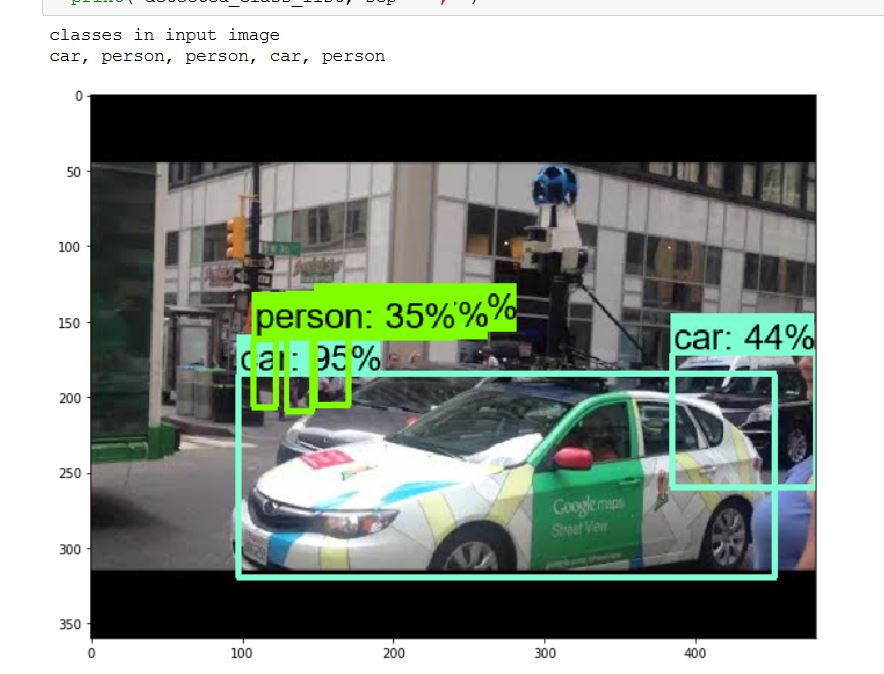 classes in input image
car, person, person, car, person
0
50
100
150
200
250
300
350
person: 35%
%
%
car: 95%
car: 44%
Google maps
Street View
0
100
200
300
400